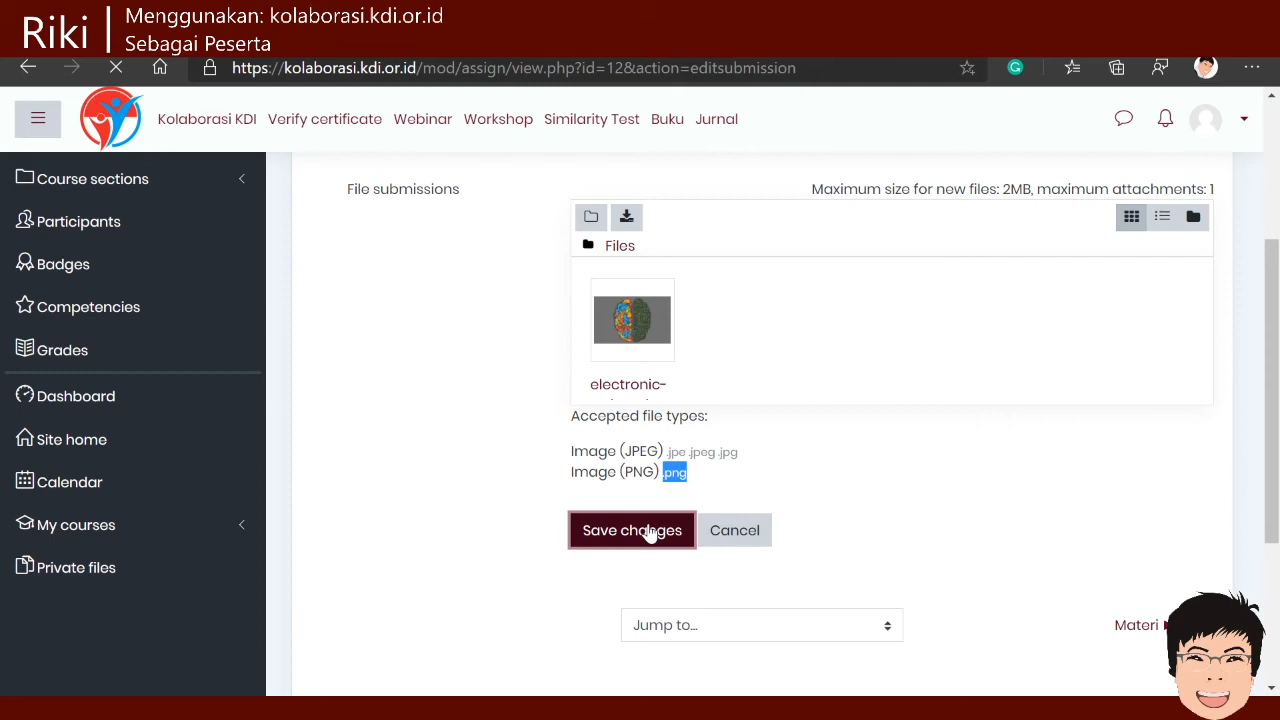 Riki
Menggunakan: kolaborasi.kdi.or.id
Sebagai Peserta
https://kolaborasi.kdi.or.id/mod/assign/view.php?id=12&action=editsubmission
Kolaborasi KDI Verify certificate Webinar Workshop Similarity Test Buku Jurnal
Course sections
Participants
Badges
Competencies
Grades
Dashboard
Site home
Calendar
My courses
Private files
File submissions
Maximum size for new files: 2MB, maximum attachments: 1
Files
electronic-
Accepted file types:
Image (JPEG) .jpe .jpeg .jpg
Image (PNG) .png
Save changes Cancel
Jump to...
Materi